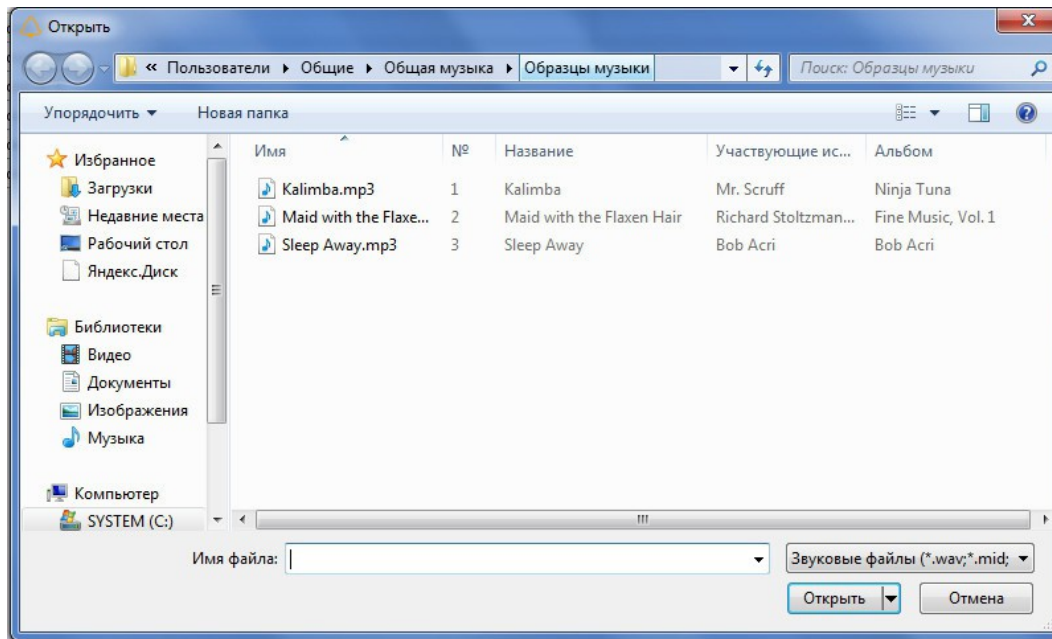 Открыть
« Пользователи ▸ Общие ▸ Общая музыка ▸ Образцы музыки
Поиск: Образцы музыки
Упорядочить Новая папка
Избранное
Загрузки
Недавние места
Рабочий стол
Яндекс.Диск
Библиотеки
Видео
Документы
Изображения
Музыка
Компьютер
SYSTEM (C:)
Имя № Название Участвующие ис... Альбом
Kalimba.mp3 1 Kalimba Mr. Scruff Ninja Tuna
Maid with the Flaxe... 2 Maid with the Flaxen Hair Richard Stoltzman... Fine Music, Vol. 1
Sleep Away.mp3 3 Sleep Away Bob Acri Bob Acri
Имя файла:
Звуковые файлы (*.wav;*.mid;
Открыть Отмена